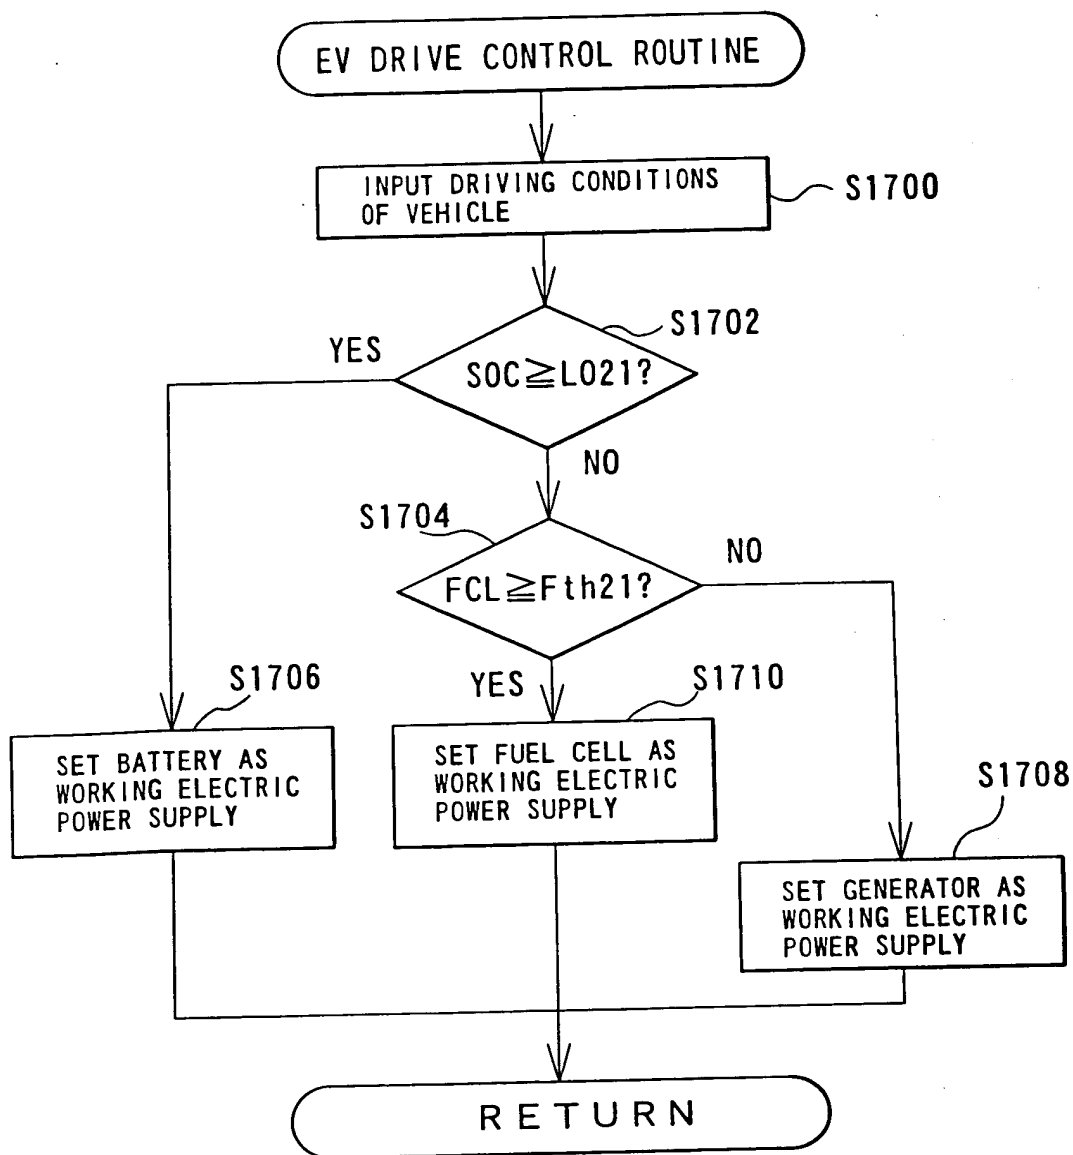 EV DRIVE CONTROL ROUTINE
INPUT DRIVING CONDITIONS
OF VEHICLE
S1700
S1702
YES
SOC≧LO21?
NO
S1704
NO
FCL≧Fth21?
S1706
YES
S1710
SET BATTERY AS
WORKING ELECTRIC
POWER SUPPLY
SET FUEL CELL AS
WORKING ELECTRIC
POWER SUPPLY
S1708
SET GENERATOR AS
WORKING ELECTRIC
POWER SUPPLY
RETURN